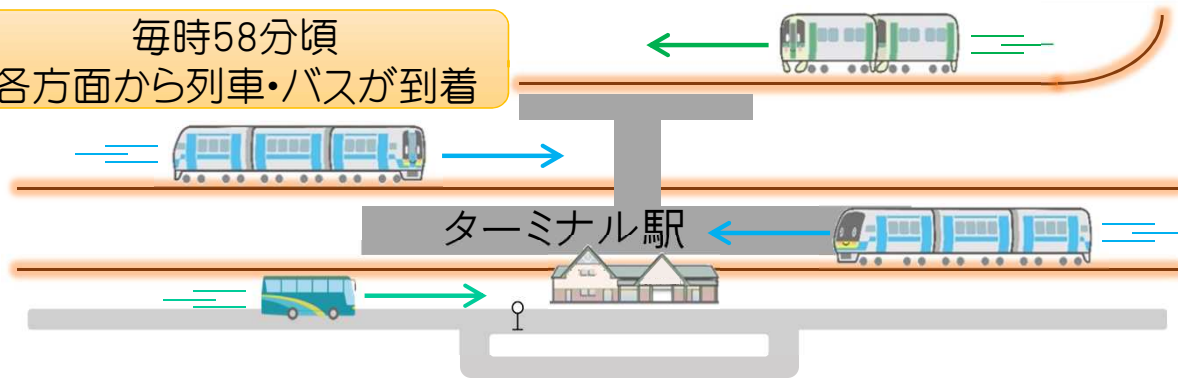 毎時58分頃
各方面から列車・バスが到着
ターミナル駅